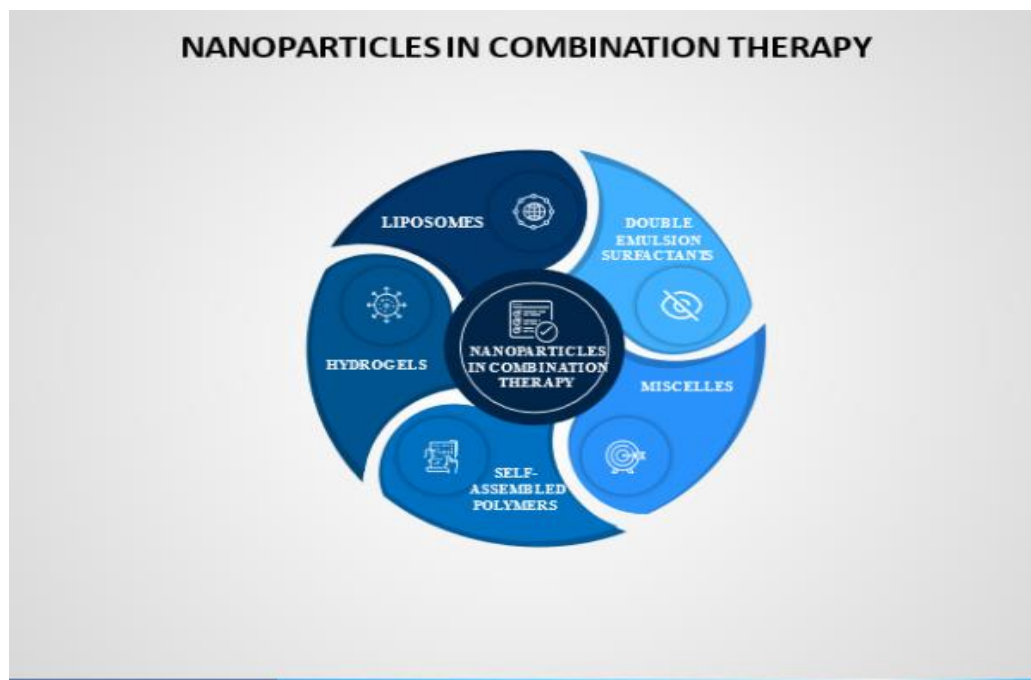 NANOPARTICLES IN COMBINATION THERAPY
LIPOSOMES
DOUBLE
EMULSION
SURFACTANTS
HYDROGELS
NANOPARTICLES
IN COMBINATION
THERAPY
MISCELLES
SELF-
ASSEMBLED
POLYMERS